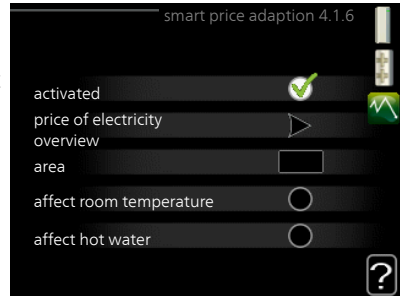 smart price adaption 4.1.6
activated
price of electricity
overview
area
affect room temperature
affect hot water
?